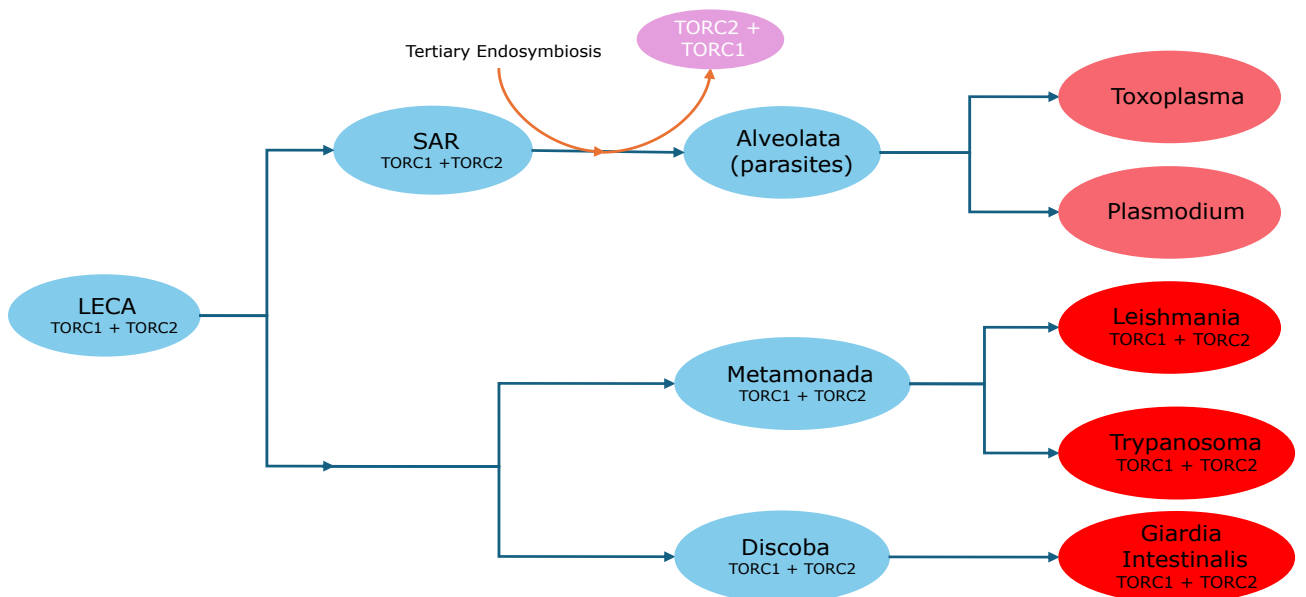 Tertiary Endosymbiosis
TORC2 +
TORC1
SAR
TORC1 +TORC2
Alveolata
(parasites)
Toxoplasma
Plasmodium
LECA
TORC1 + TORC2
Metamonada
TORC1 + TORC2
Leishmania
TORC1 + TORC2
Trypanosoma
TORC1 + TORC2
Discoba
TORC1 + TORC2
Giardia
Intestinalis
TORC1 + TORC2